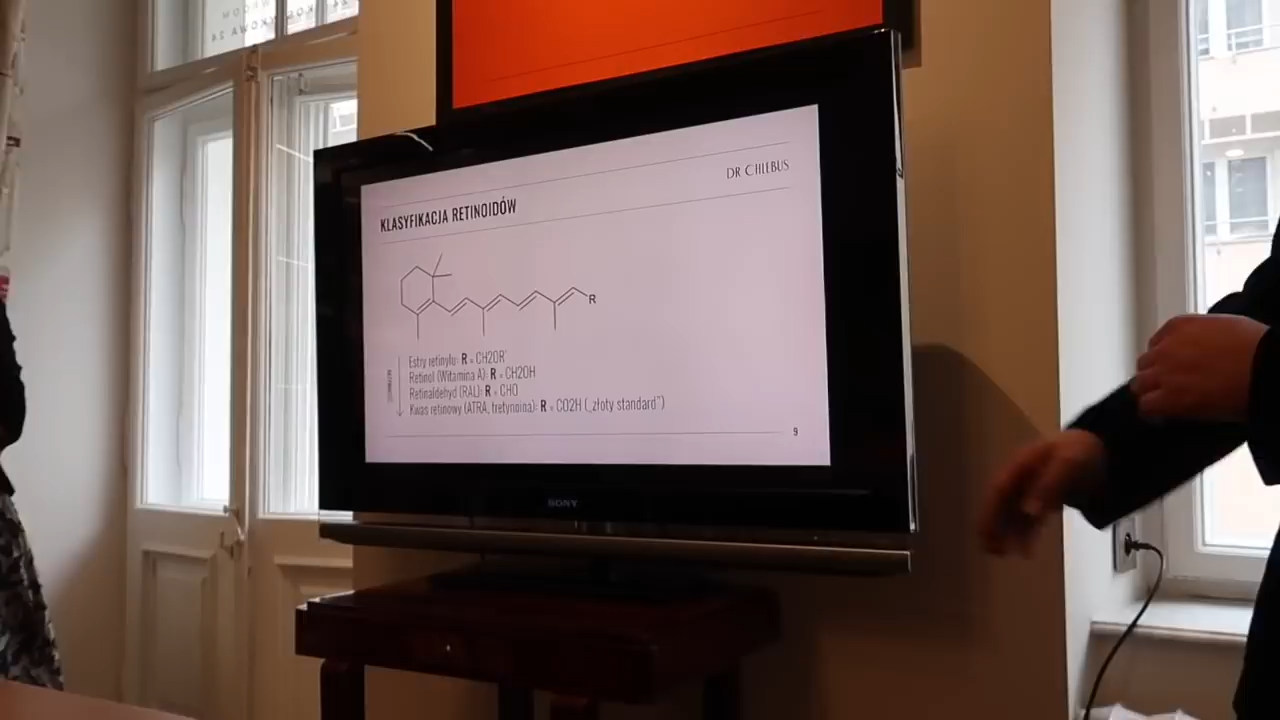 DR CHLEBUS
KLASYFIKACJA RETINOIDÓW
R
Estry retinylu: R = CH2OR'
Retinol (Witamina A): R = CH2OH
Retinaldehyd (RAL): R = CHO
Kwas retinowy (ATRA, tretynoina): R = CO2H („złoty standard”)
9
SONY